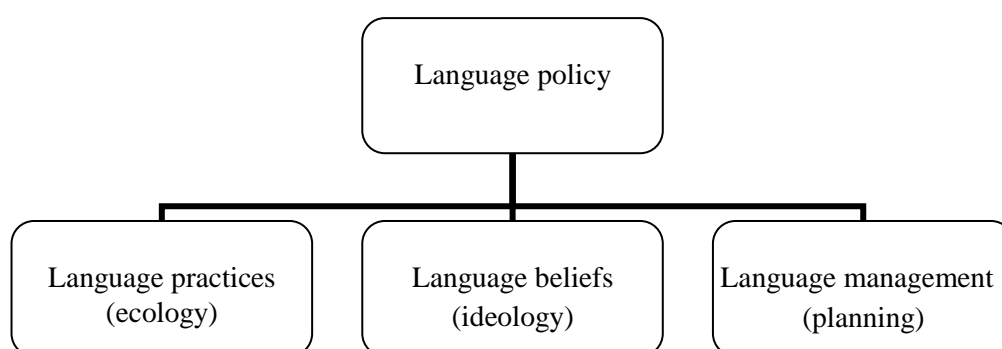 Language policy
Language practices
(ecology)
Language beliefs
(ideology)
Language management
(planning)